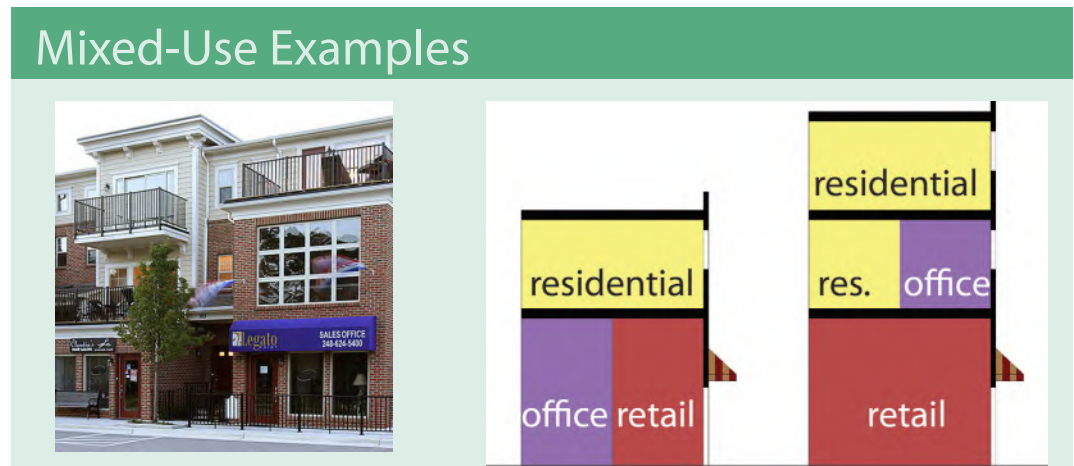 Mixed-Use Examples
Legato
SALES OFFICE
248-624-5400
residential
office retail
residential
res. office
retail